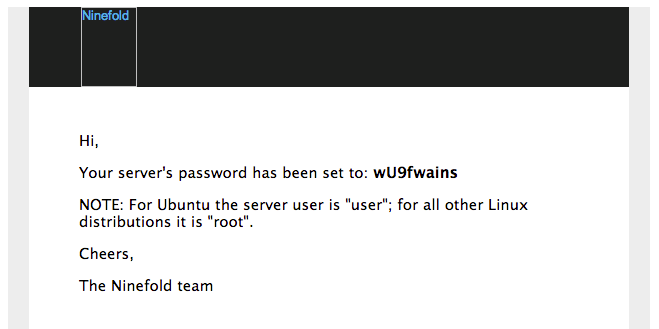 Ninefold
Hi,
Your server's password has been set to: wU9fwains
NOTE: For Ubuntu the server user is "user"; for all other Linux
distributions it is "root".
Cheers,
The Ninefold team